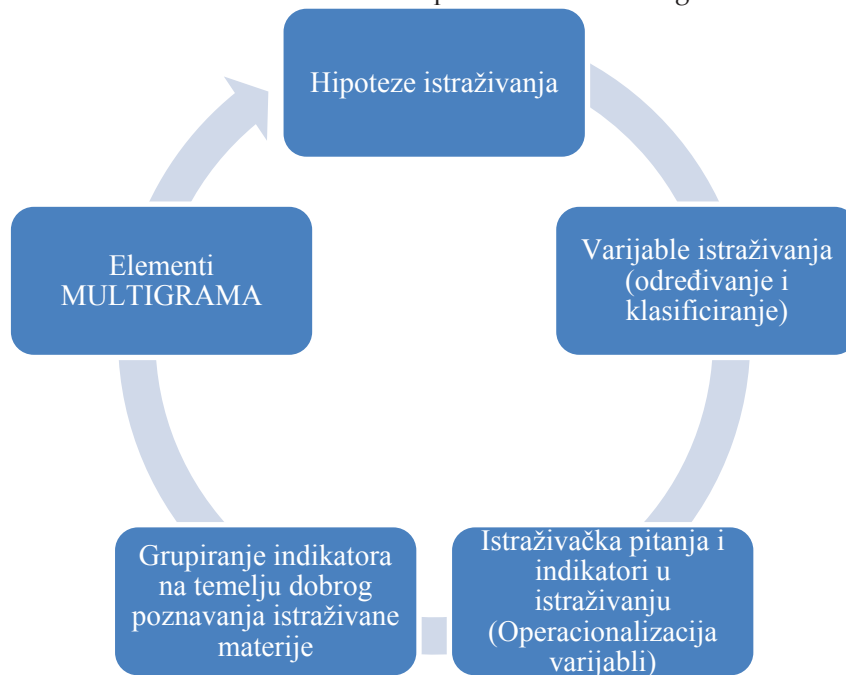 Hipoteze istraživanja
Varijable istraživanja
(određivanje i
klasificiranje)
Istraživačka pitanja i
indikatori u
istraživanju
(Operacionalizacija
varijabli)
Grupiranje indikatora
na temelju dobrog
poznavanja istraživane
materije
Elementi
MULTIGRAMA